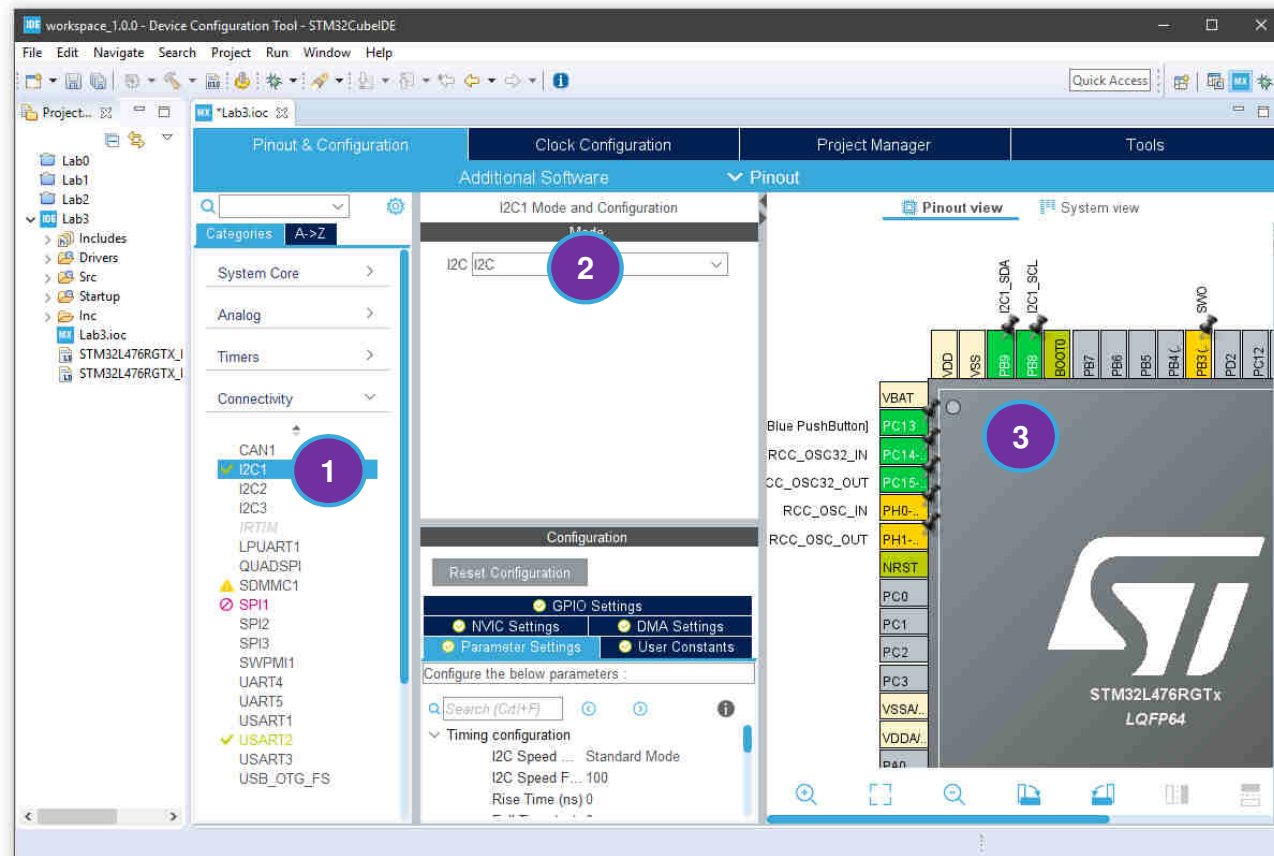 IDE workspace_1.0.0 - Device Configuration Tool - STM32CubeIDE
File Edit Navigate Search Project Run Window Help
Quick Access
MX
Project...
MX *Lab3.ioc
Pinout & Configuration
Clock Configuration
Project Manager
Tools
Additional Software
Pinout
Lab0
Lab1
Lab2
IDE Lab3
Includes
Drivers
Src
Startup
Inc
MX Lab3.ioc
STM32L476RGTX_
STM32L476RGTX_
Categories
A->Z
System Core
Analog
Timers
Connectivity
CAN1
I2C1
I2C2
I2C3
IRTIM
LPUART1
QUADSPI
SDMMC1
SPI1
SPI2
SPI3
SWPMI1
UART4
UART5
USART1
USART2
USART3
USB_OTG_FS
1
I2C1 Mode and Configuration
I2C I2C
2
Configuration
Reset Configuration
GPIO Settings
NVIC Settings
DMA Settings
Parameter Settings
User Constants
Configure the below parameters :
Search (Crtl+F)
Timing configuration
I2C Speed ... Standard Mode
I2C Speed F... 100
Rise Time (ns) 0
Pinout view
System view
I2C1_SDA
I2C1_SCL
SWO
VDD
VSS
PB9
PB8
BOOT0
PB7
PB6
PB5
PB4(.
PB3(.
PD2
PC12
VBAT
Blue PushButton] PC13
RCC_OSC32_IN PC14-.
CC_OSC32_OUT PC15-.
RCC_OSC_IN PH0-..
RCC_OSC_OUT PH1-..
NRST
PC0
PC1
PC2
PC3
VSSA/..
VDDA/..
PA0
3
ST
STM32L476RGTx
LQFP64